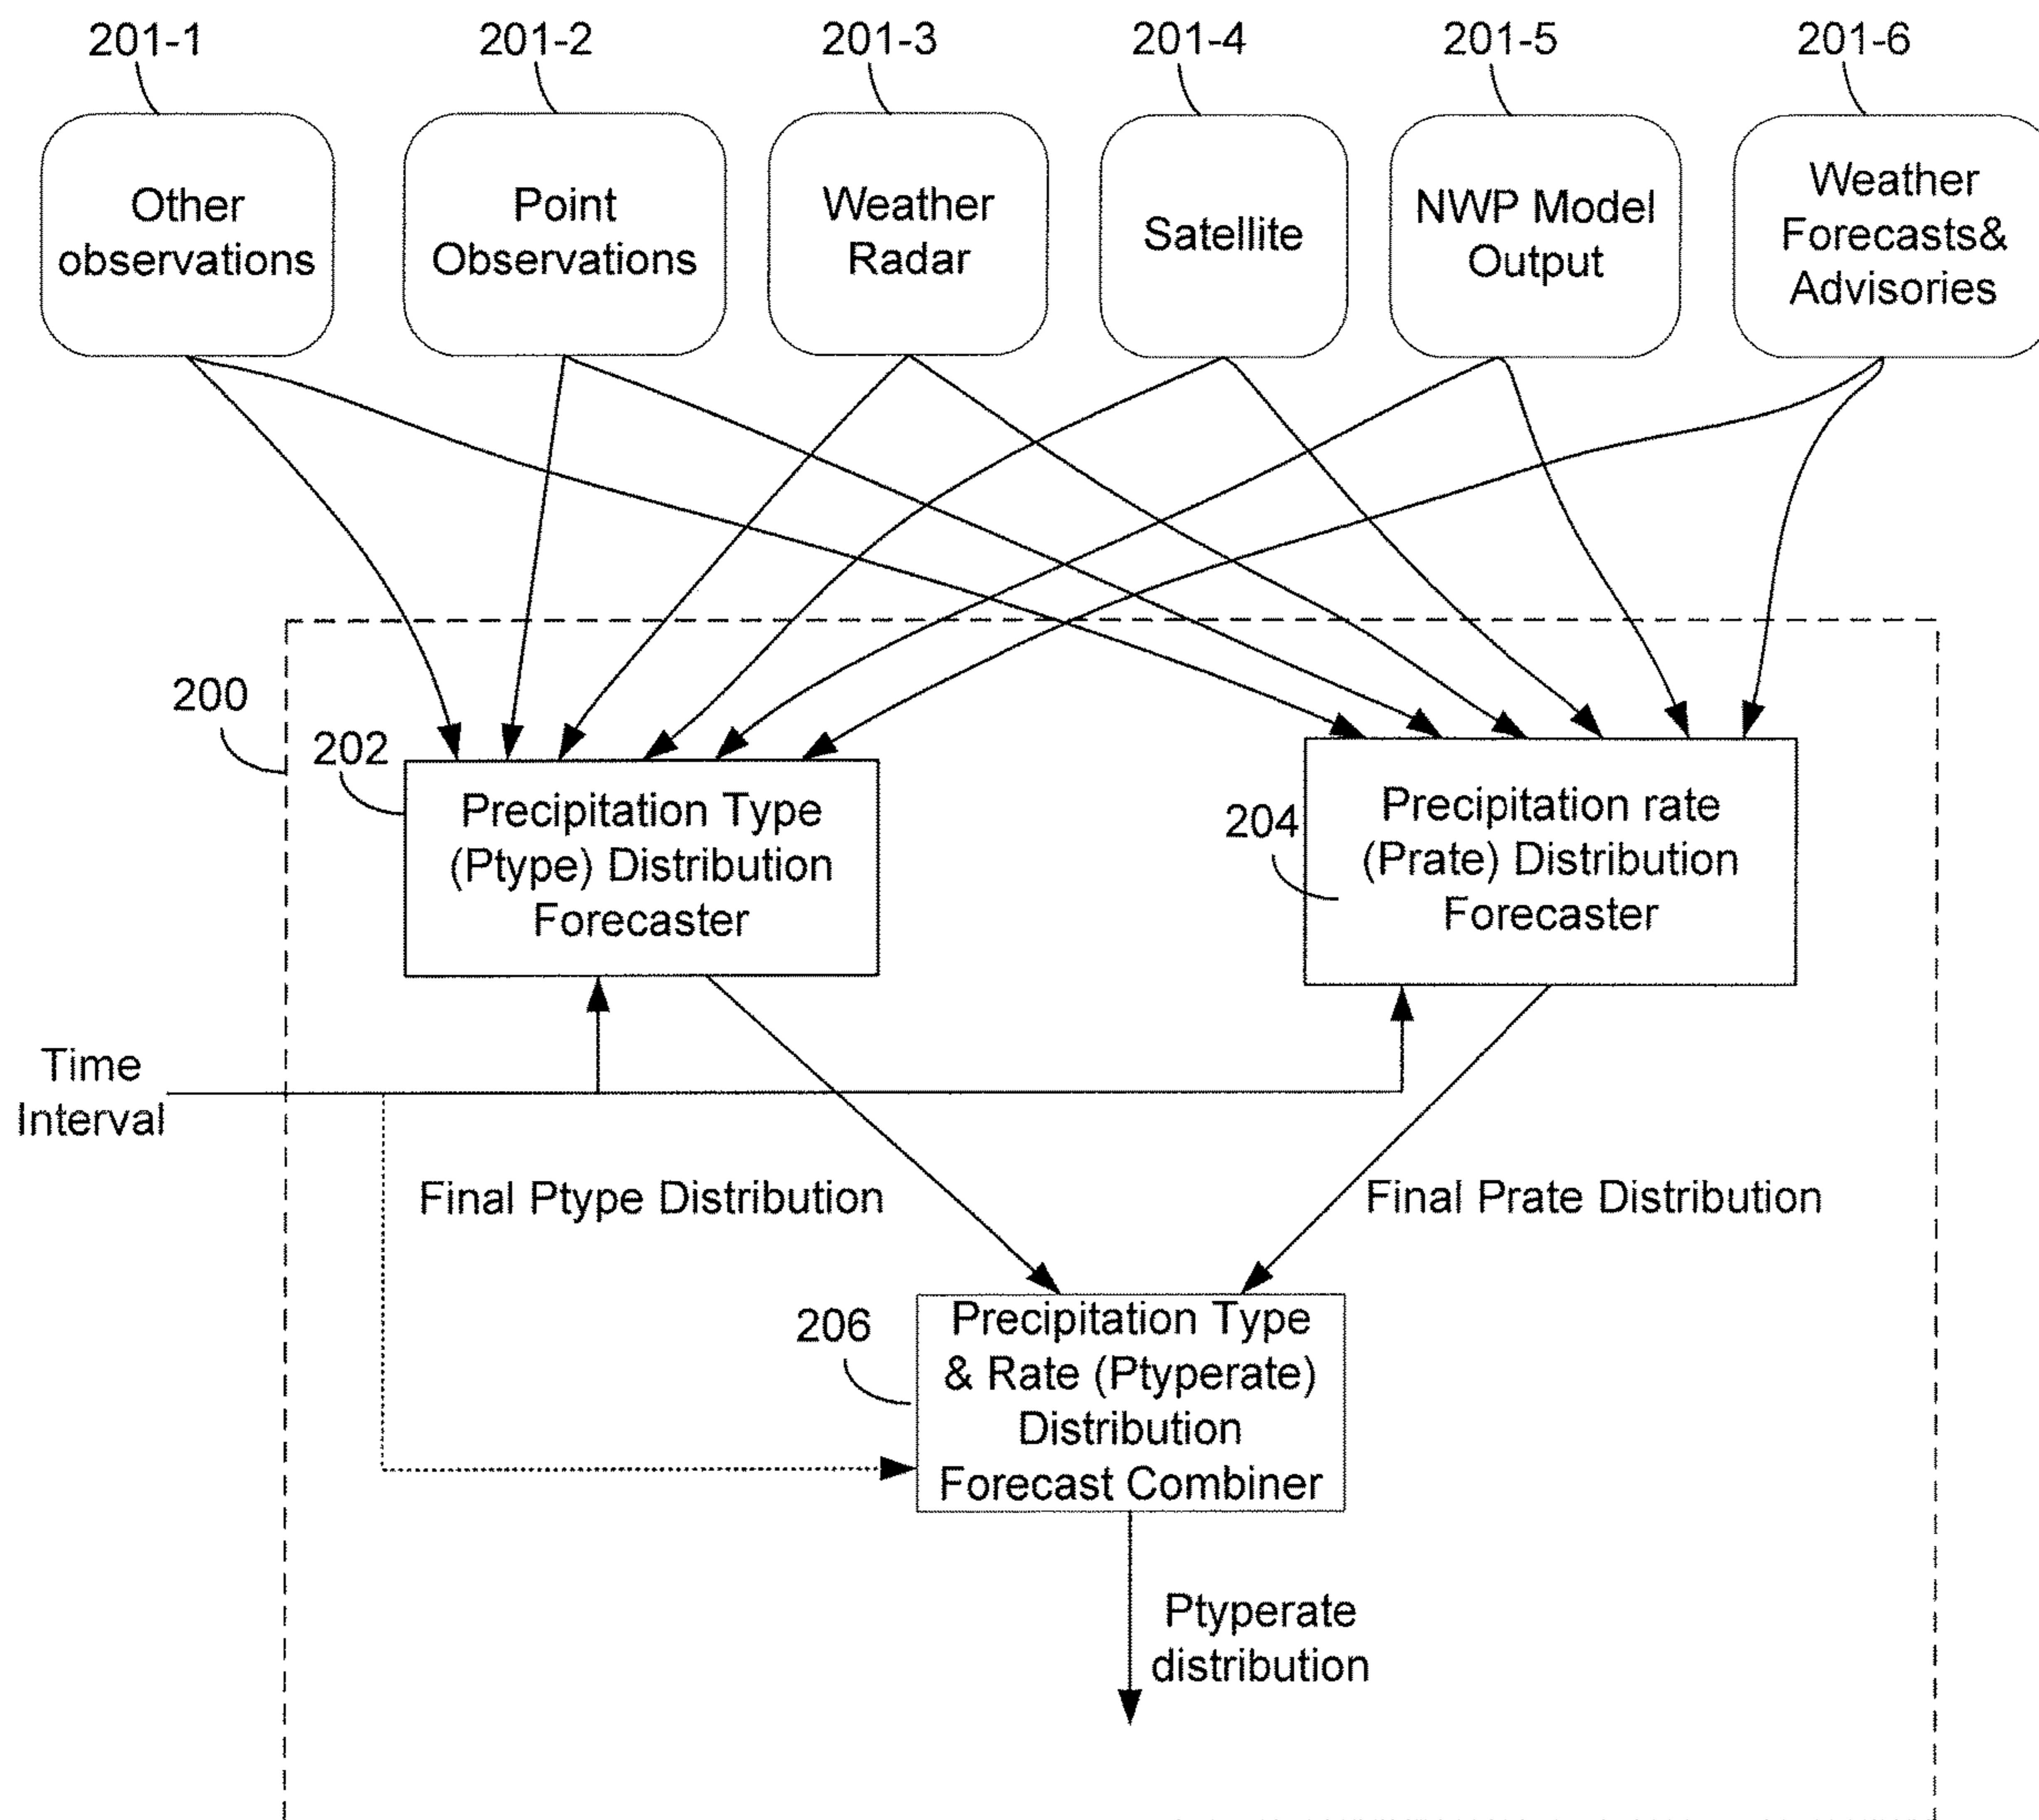 201-1
201-2
201-3
201-4
201-5
201-6
Other
observations
Point
Observations
Weather
Radar
Satellite
NWP Model
Output
Weather
Forecasts&
Advisories
200
202
Precipitation Type
(Ptype) Distribution
Forecaster
204
Precipitation rate
(Prate) Distribution
Forecaster
Time
Interval
Final Ptype Distribution
Final Prate Distribution
206
Precipitation Type
& Rate (Ptyperate)
Distribution
Forecast Combiner
Ptyperate
distribution